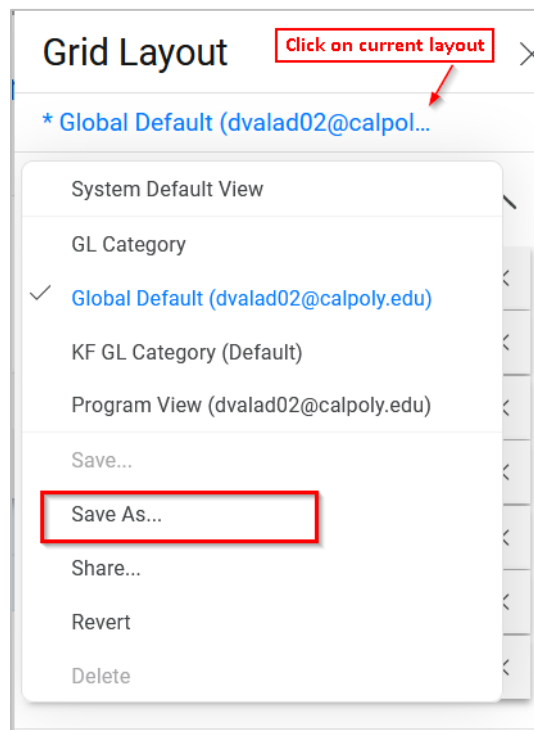 Grid Layout
Click on current layout
* Global Default (dvalad02@calpol...
System Default View
GL Category
Global Default (dvalad02@calpoly.edu)
KF GL Category (Default)
Program View (dvalad02@calpoly.edu)
Save...
Save As...
Share...
Revert
Delete